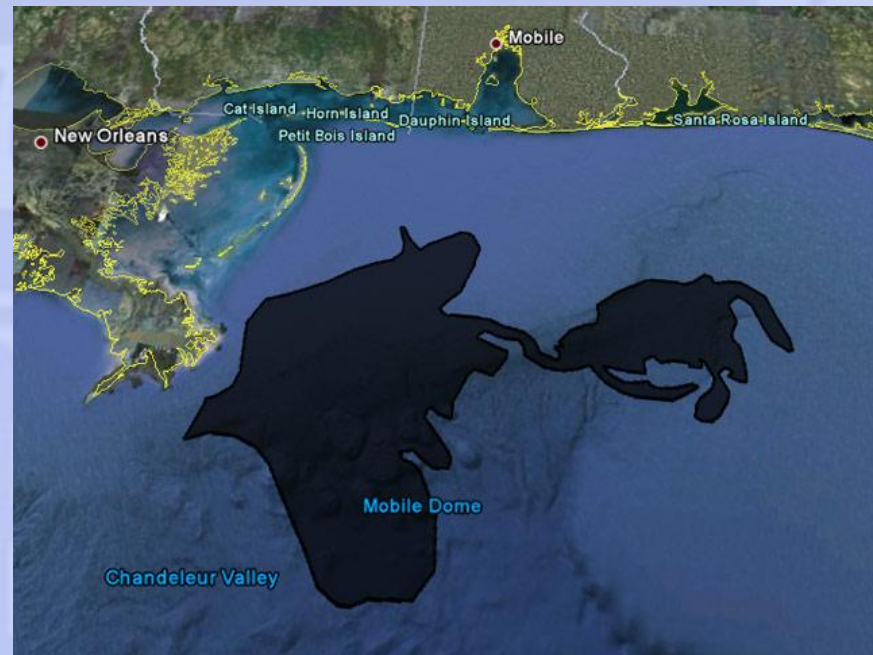 Mobile
Cat Island
Horn Island
Dauphin Island
Santa Rosa Island
New Orleans
Petit Bois Island
Mobile Dome
Chandeleur Valley